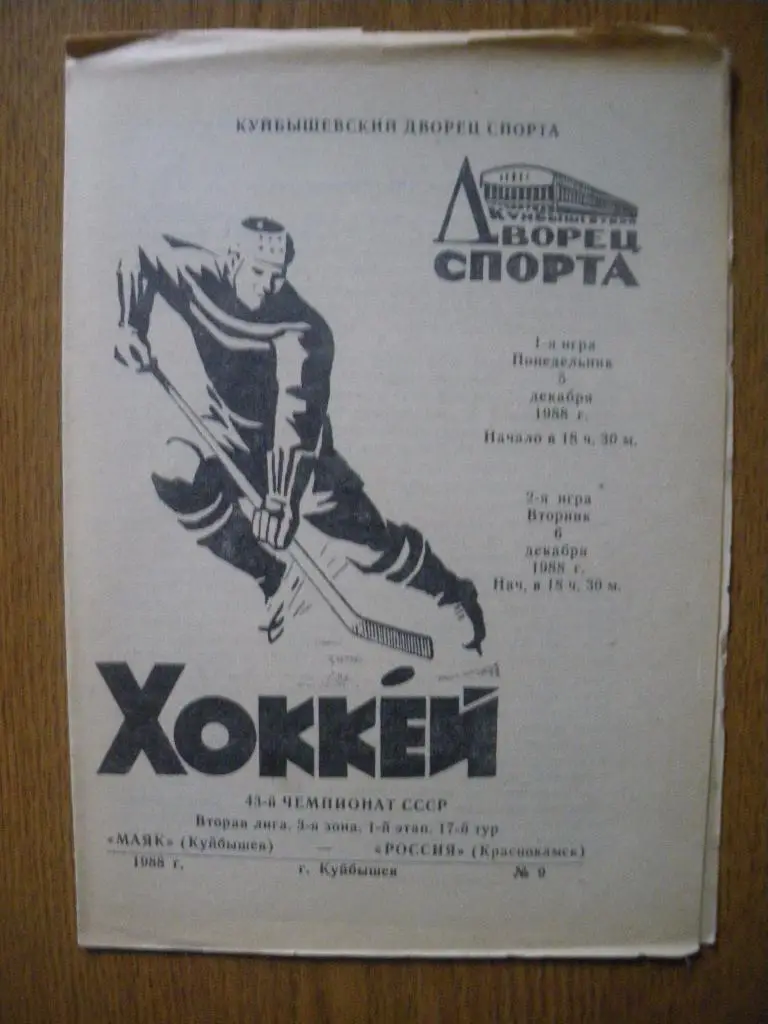 КУЙБЫШЕВСКИЙ ДВОРЕЦ СПОРТА
КУЙБЫШЕВСКИЙ
ДВОРЕЦ
СПОРТА
1-я игра
Понедельник
5
декабря
1988 г.
Начало в 18 ч. 30 м.
2-я игра
Вторник
6
декабря
1988 г.
Нач. в 18 ч. 30 м.
ХОККЕЙ
43-й ЧЕМПИОНАТ СССР
Вторая лига. 3-я зона. 1-й этап. 17-й тур
«МАЯК» (Куйбышев) — «РОССИЯ» (Краснокамск)
1988 г. г. Куйбышев № 9